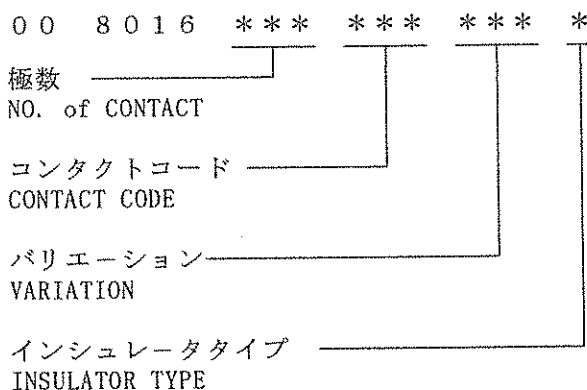 ００ ８０１６ ＊＊＊ ＊＊＊ ＊＊＊ ＊
極数
NO. of CONTACT
コンタクトコード
CONTACT CODE
バリエーション
VARIATION
インシュレータタイプ
INSULATOR TYPE